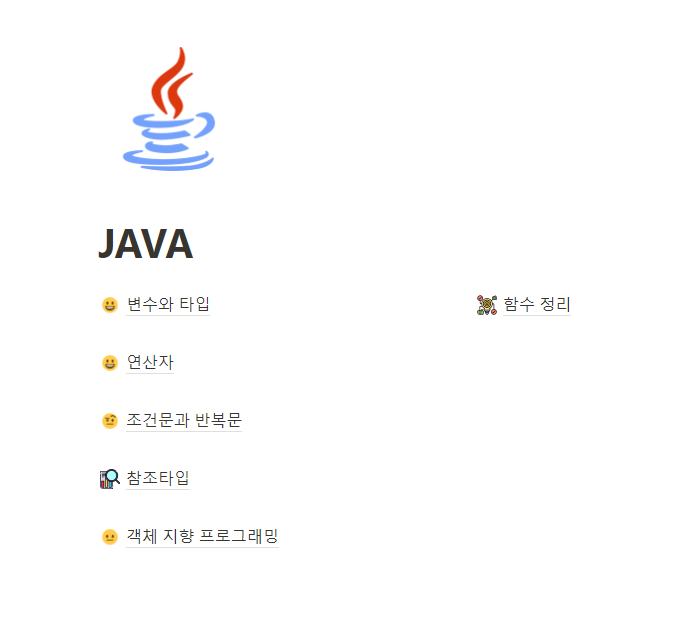 JAVA
변수와 타입
함수 정리
연산자
조건문과 반복문
참조타입
객체 지향 프로그래밍